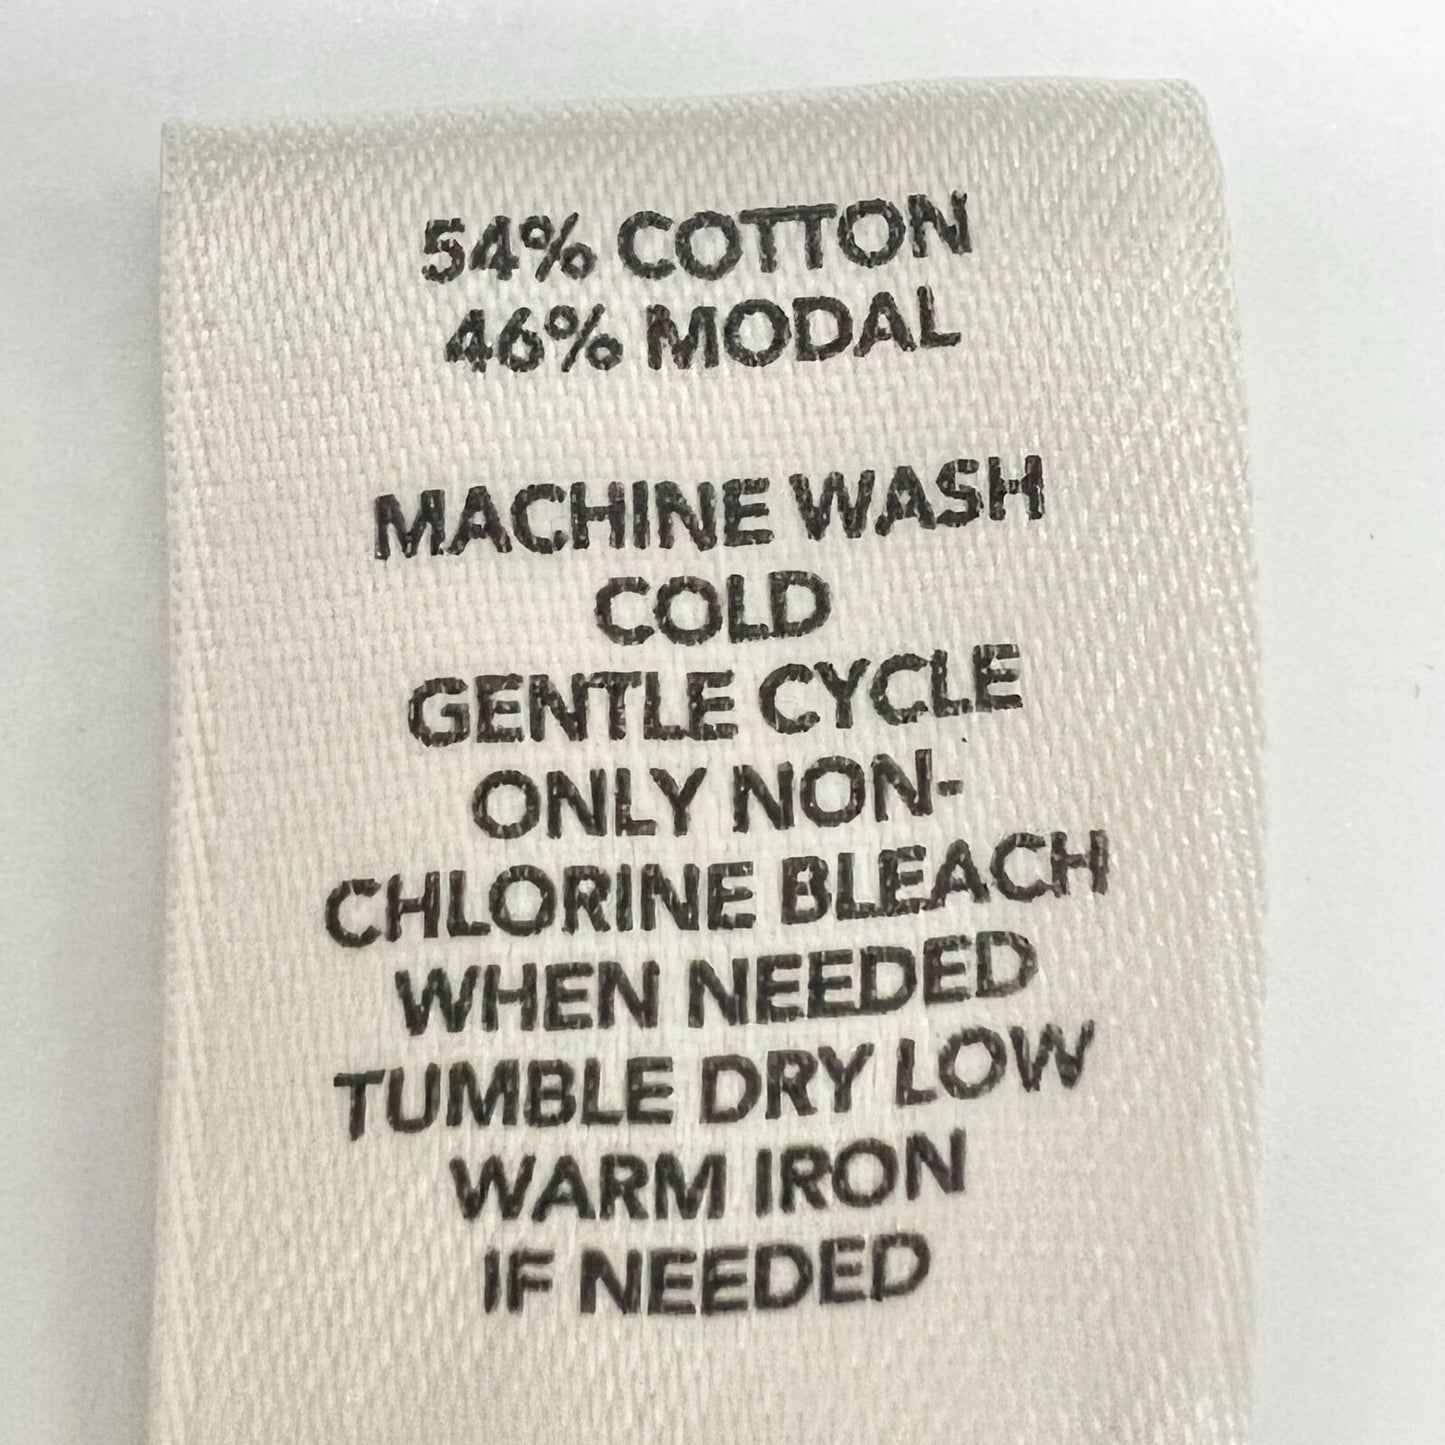 54% COTTON
46% MODAL
MACHINE WASH
COLD
GENTLE CYCLE
ONLY NON-
CHLORINE BLEACH
WHEN NEEDED
TUMBLE DRY LOW
WARM IRON
IF NEEDED